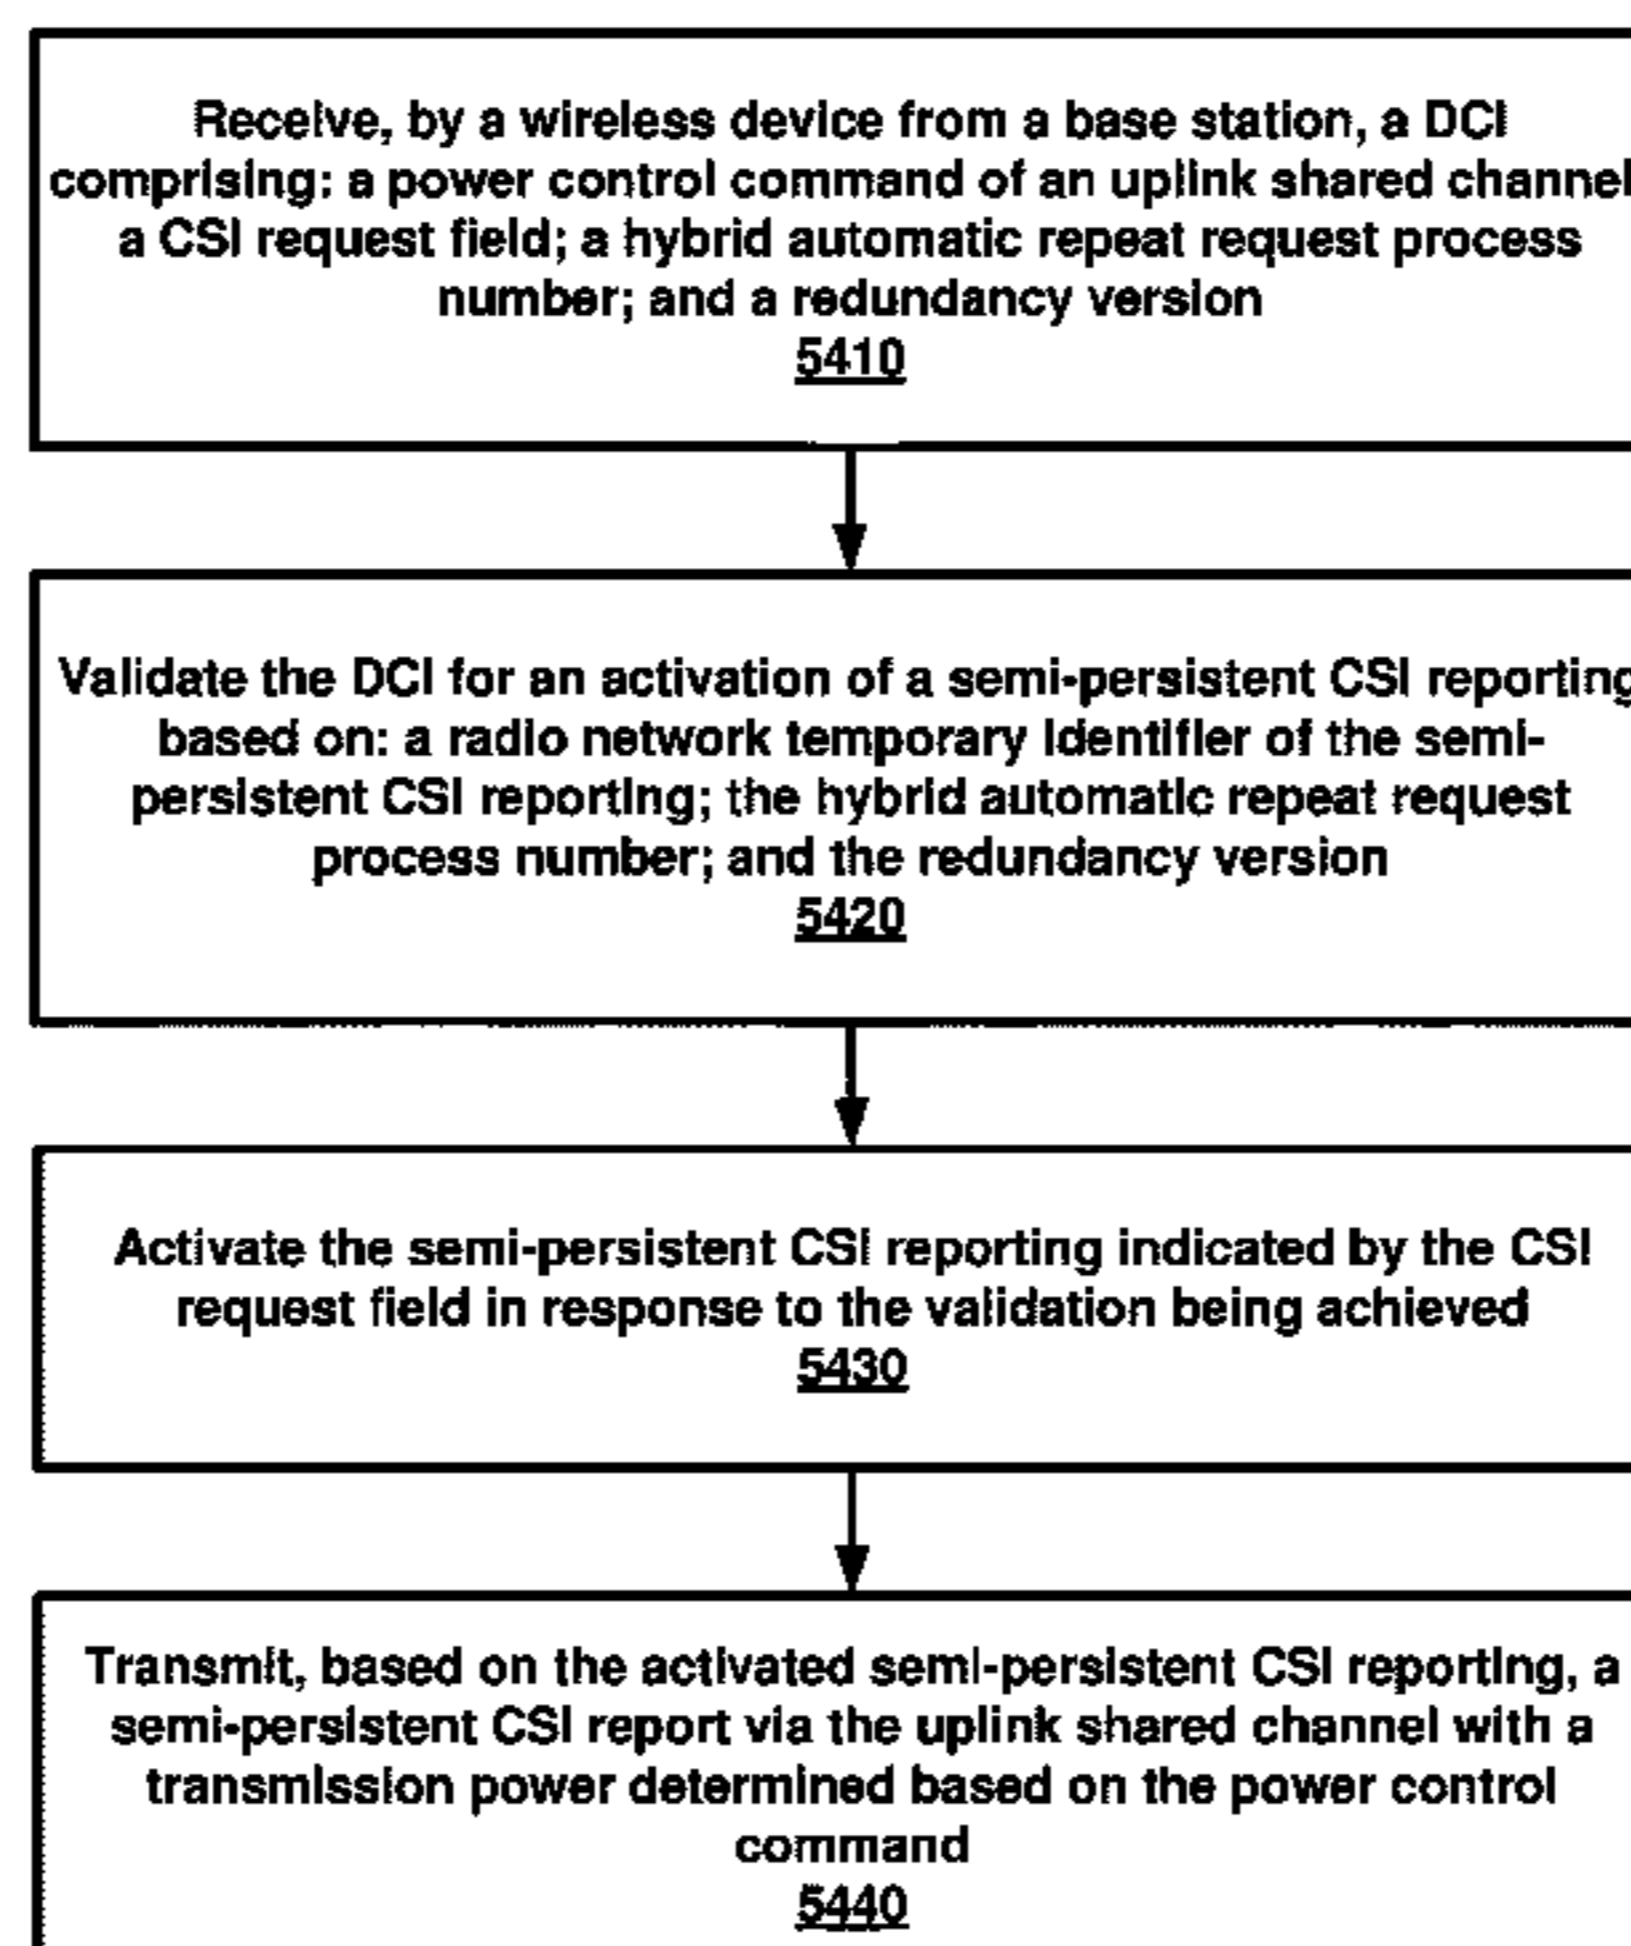 Receive, by a wireless device from a base station, a DCI
comprising: a power control command of an uplink shared channel
a CSI request field; a hybrid automatic repeat request process
number; and a redundancy version
5410
Validate the DCI for an activation of a semi-persistent CSI reporting
based on: a radio network temporary identifier of the semi-
persistent CSI reporting; the hybrid automatic repeat request
process number; and the redundancy version
5420
Activate the semi-persistent CSI reporting indicated by the CSI
request field in response to the validation being achieved
5430
Transmit, based on the activated semi-persistent CSI reporting, a
semi-persistent CSI report via the uplink shared channel with a
transmission power determined based on the power control
command
5440